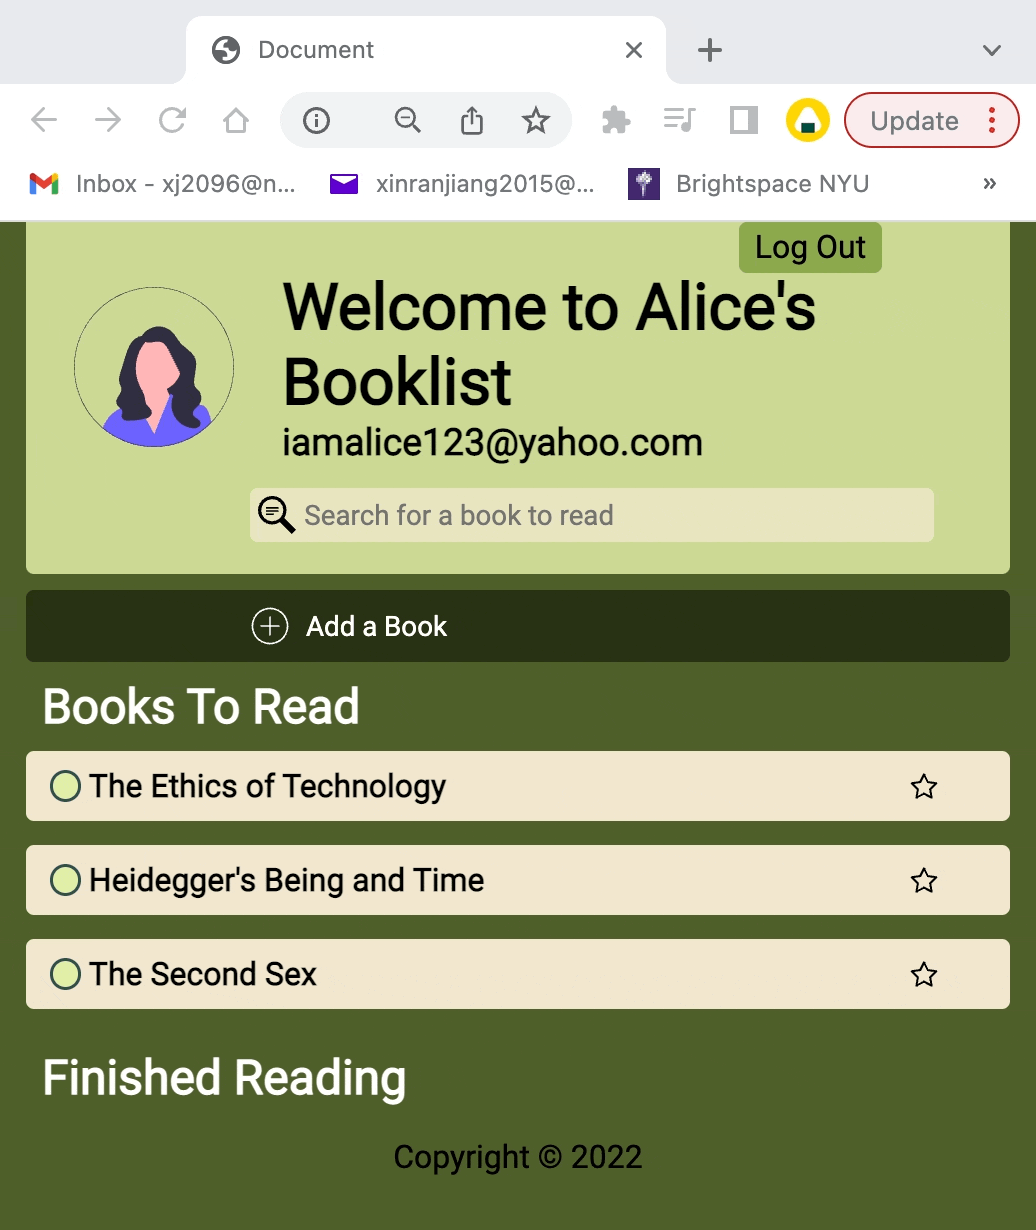 Document
Update
Inbox - xj2096@n...
xinranjiang2015@...
Brightspace NYU
»
Log Out
Welcome to Alice's
Booklist
iamalice123@yahoo.com
Search for a book to read
Add a Book
Books To Read
The Ethics of Technology
Heidegger's Being and Time
The Second Sex
Finished Reading
Copyright © 2022